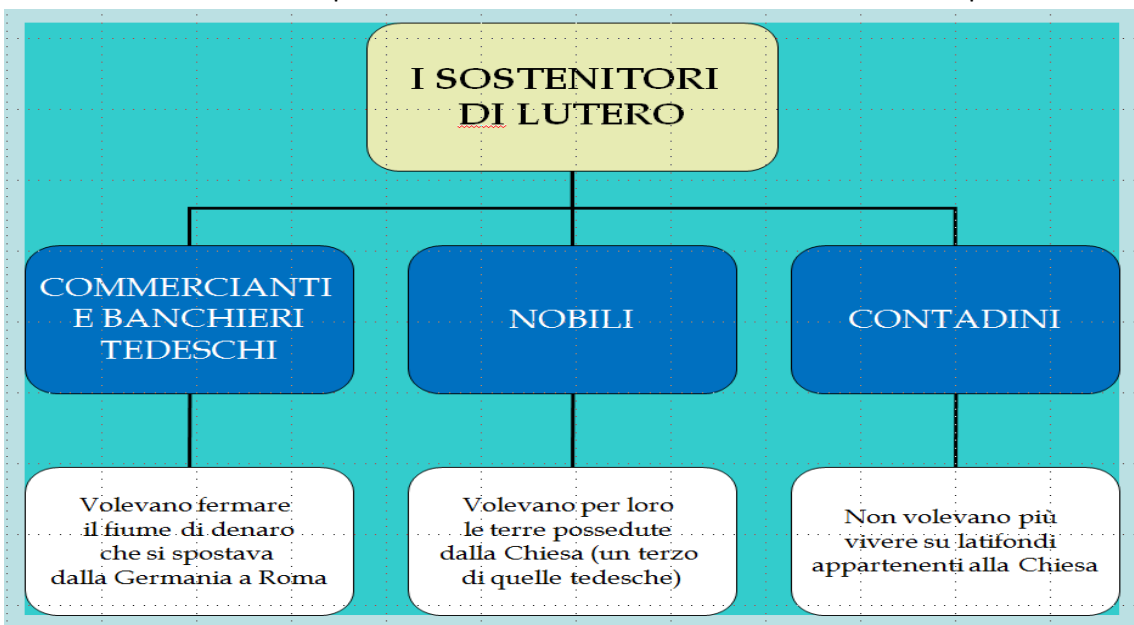 I SOSTENITORI
DI LUTERO
COMMERCIANTI
E BANCHIERI
TEDESCHI
NOBILI
CONTADINI
Volevano fermare
il fiume di denaro
che si spostava
dalla Germania a Roma
Volevano per loro
le terre possedute
dalla Chiesa (un terzo
di quelle tedesche)
Non volevano più
vivere su latifondi
appartenenti alla Chiesa